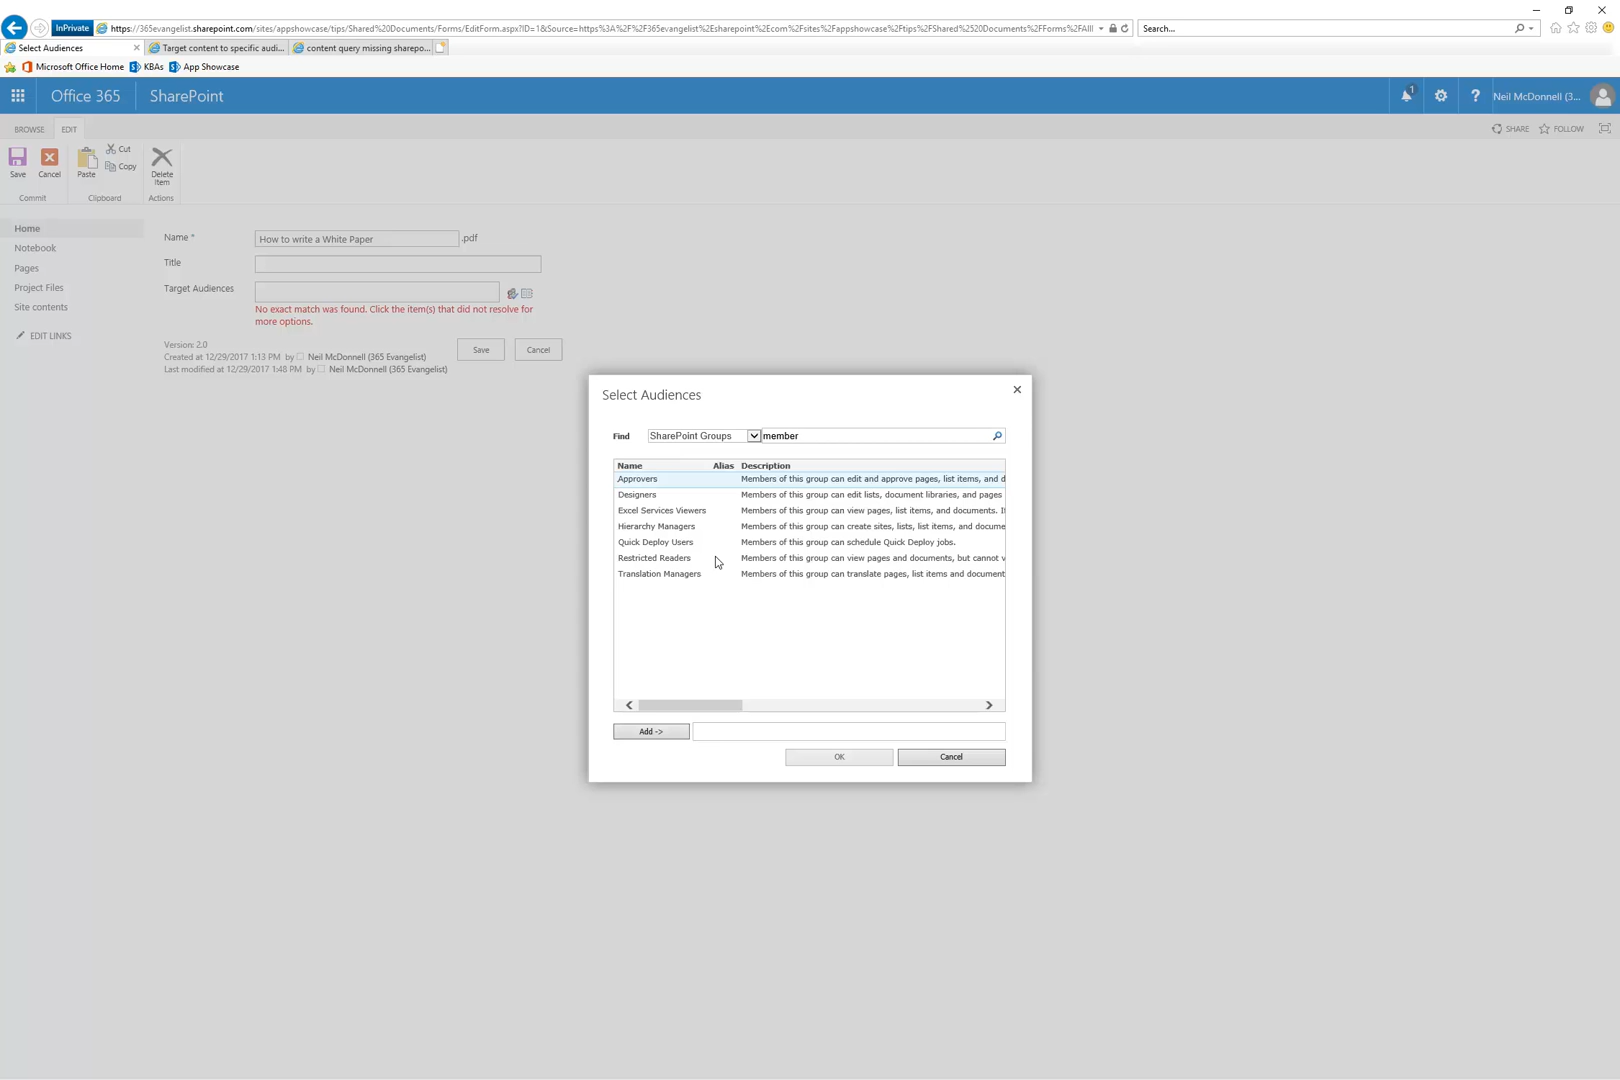 InPrivate https://365evangelist.sharepoint.com/sites/appshowcase/tips/Shared%20Documents/Forms/EditForm.aspx?ID=1&Source=https%3A%2F%2F365evangelist%2Esharepoint%2Ecom%2Fsites%2Fappshowcase%2Ftips%2FShared%2520Documents%2FForms%2FAll Search...
Select Audiences Target content to specific audi... content query missing sharepo...
Microsoft Office Home KBAs App Showcase
Office 365 SharePoint 1 ? Neil McDonnell (3...
BROWSE EDIT SHARE FOLLOW
Cut
Copy
Save Cancel Paste Delete Item
Commit Clipboard Actions
Home
Notebook
Pages
Project Files
Site contents
EDIT LINKS
Name * How to write a White Paper .pdf
Title
Target Audiences
No exact match was found. Click the item(s) that did not resolve for
more options.
Version: 2.0
Created at 12/29/2017 1:13 PM by Neil McDonnell (365 Evangelist)
Last modified at 12/29/2017 1:48 PM by Neil McDonnell (365 Evangelist)
Save Cancel
Select Audiences
Find SharePoint Groups member
Name Alias Description
Approvers Members of this group can edit and approve pages, list items, and d
Designers Members of this group can edit lists, document libraries, and pages
Excel Services Viewers Members of this group can view pages, list items, and documents. I
Hierarchy Managers Members of this group can create sites, lists, list items, and docume
Quick Deploy Users Members of this group can schedule Quick Deploy jobs.
Restricted Readers Members of this group can view pages and documents, but cannot v
Translation Managers Members of this group can translate pages, list items and document
Add ->
OK Cancel